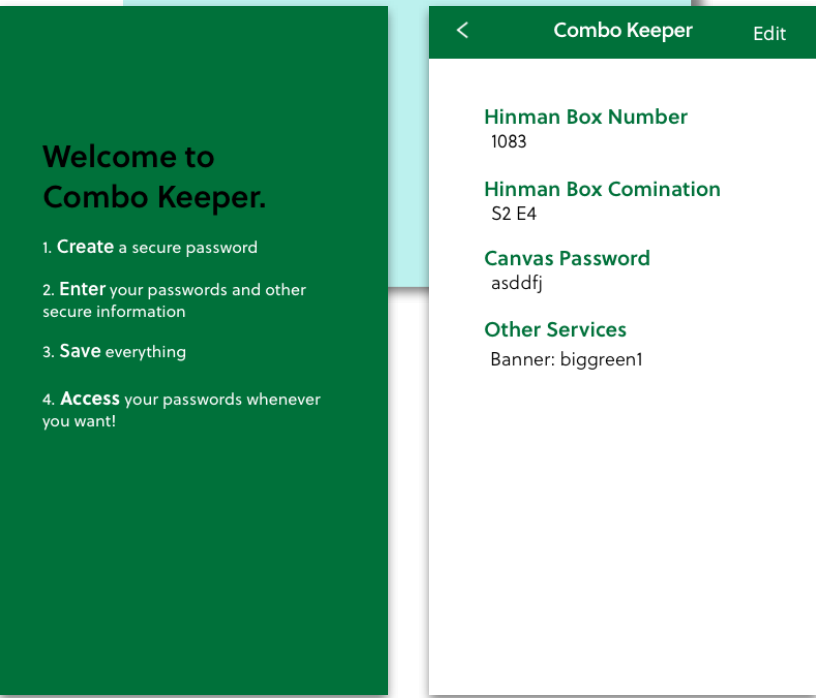 Welcome to
Combo Keeper.
1. Create a secure password
2. Enter your passwords and other
secure information
3. Save everything
4. Access your passwords whenever
you want!
Combo Keeper
Edit
Hinman Box Number
1083
Hinman Box Comination
S2 E4
Canvas Password
asddfj
Other Services
Banner: biggreen1